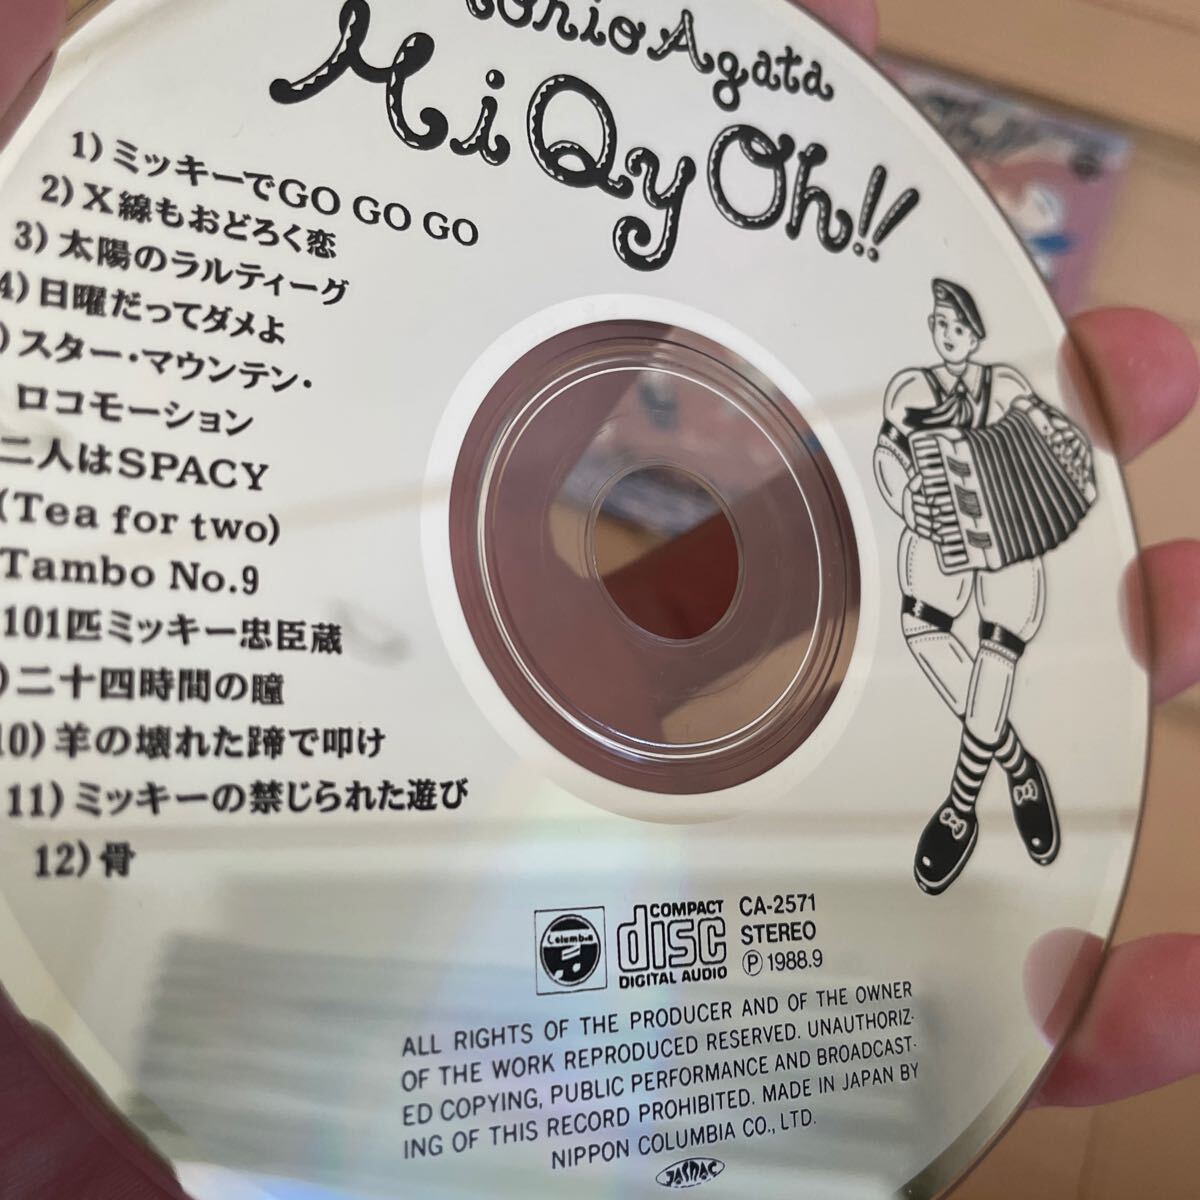 Agata
MiQy Oh!!
1) ミッキーでGO GO GO
2) X線もおどろく恋
3) 太陽のラルティーグ
4) 日曜だってダメよ
) スター・マウンテン・
ロコモーション
二人はSPACY
(Tea for two)
Tambo No.9
101匹ミッキー忠臣蔵
) 二十四時間の瞳
10) 羊の壊れた蹄で叩け
11) ミッキーの禁じられた遊び
12) 骨
Columbia
COMPACT
disc
DIGITAL AUDIO
CA-2571
STEREO
Ⓟ 1988.9
ALL RIGHTS OF THE PRODUCER AND OF THE OWNER
OF THE WORK REPRODUCED RESERVED. UNAUTHORIZ-
ED COPYING, PUBLIC PERFORMANCE AND BROADCAST-
ING OF THIS RECORD PROHIBITED. MADE IN JAPAN BY
NIPPON COLUMBIA CO., LTD.
JASRAC